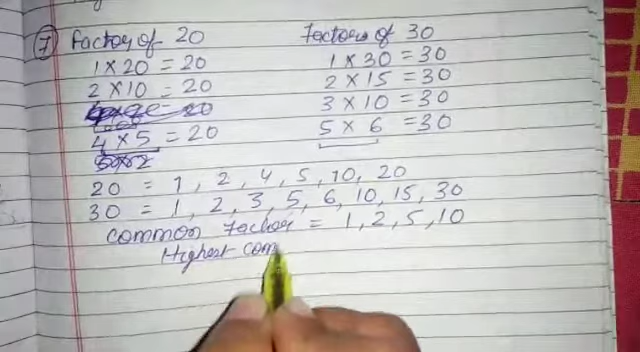 7 Factors of 20 Factors of 30
1 × 20 = 20 1 × 30 = 30
2 × 10 = 20 2 × 15 = 30
3 × 10 = 30
4 × 5 = 20 5 × 6 = 30
20 = 1, 2, 4, 5, 10, 20
30 = 1, 2, 3, 5, 6, 10, 15, 30
Common Factor = 1, 2, 5, 10
Highest com